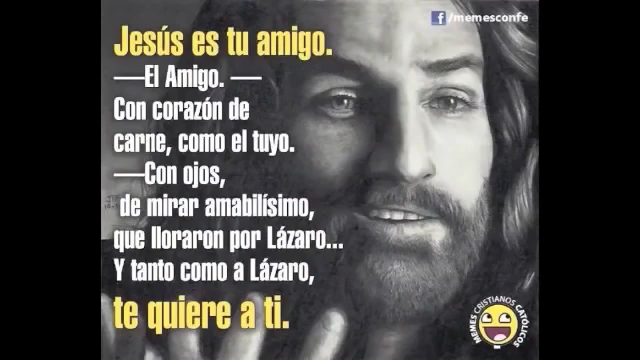 f/memesconfe
Jesús es tu amigo.
—El Amigo. —
Con corazón de
carne, como el tuyo.
—Con ojos,
de mirar amabilísimo,
que lloraron por Lázaro...
Y tanto como a Lázaro,
te quiere a ti.
MEMES CRISTIANOS CATÓLICOS